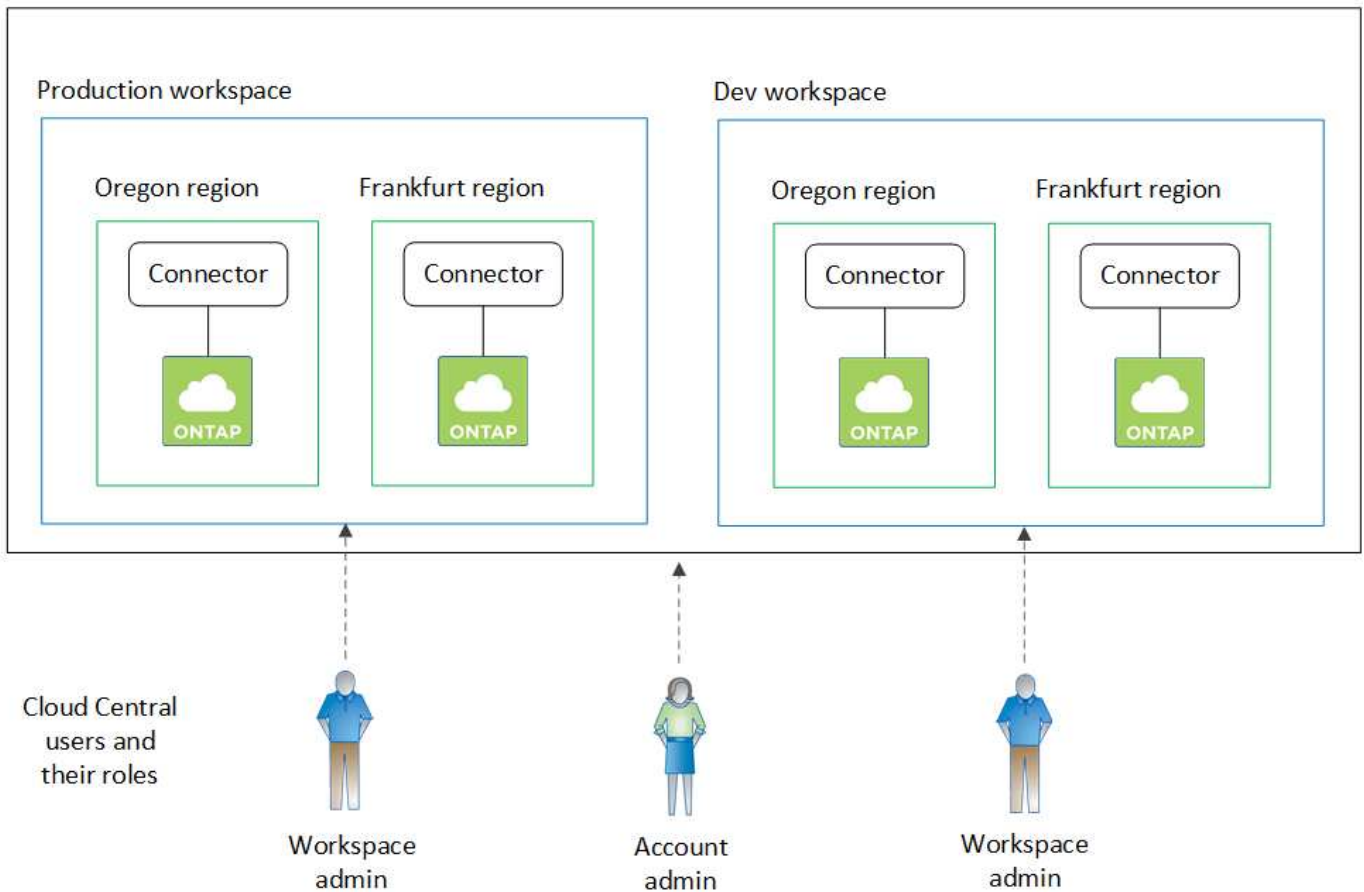 Production workspace
Dev workspace
Oregon region
Frankfurt region
Oregon region
Frankfurt region
Connector
Connector
Connector
Connector
ONTAP
ONTAP
ONTAP
ONTAP
Cloud Central
users and
their roles
Workspace
admin
Account
admin
Workspace
admin